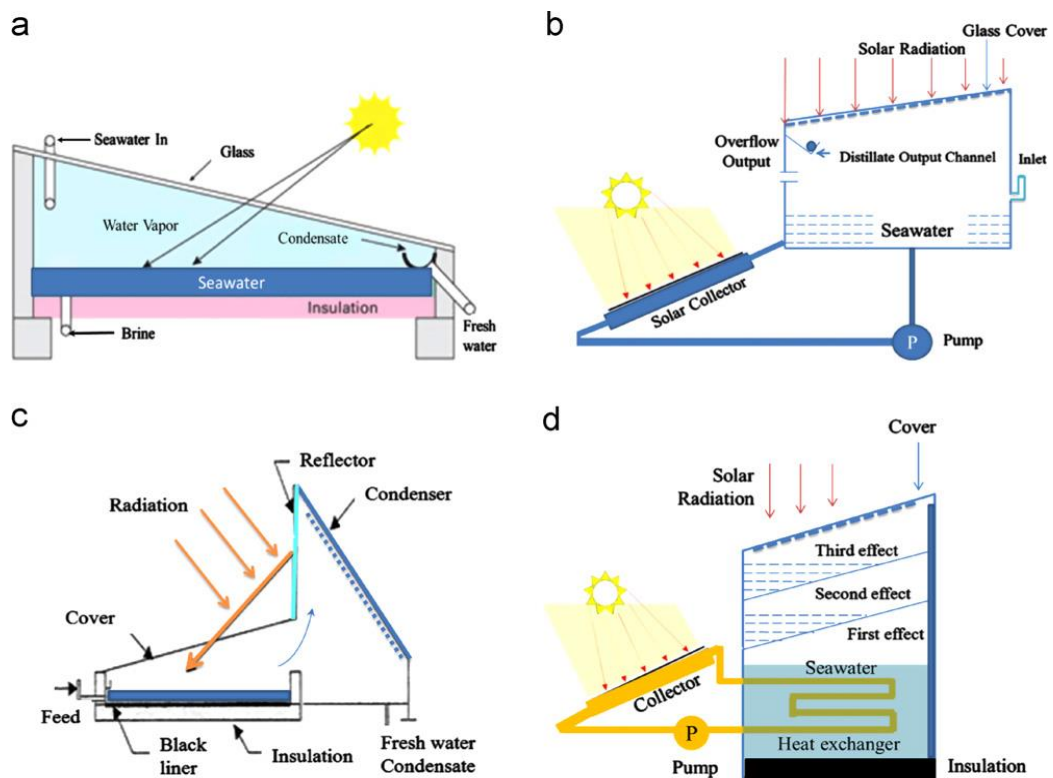 a
Seawater In
Glass
Water Vapor
Condensate
Seawater
Insulation
Brine
Fresh
water
b
Glass Cover
Solar Radiation
Overflow
Output
Distillate Output Channel
Inlet
Seawater
Solar Collector
P
Pump
c
Reflector
Condenser
Radiation
Cover
Feed
Black
liner
Insulation
Fresh water
Condensate
d
Cover
Solar
Radiation
Third effect
Second effect
First effect
Seawater
Collector
P
Heat exchanger
Pump
Insulation